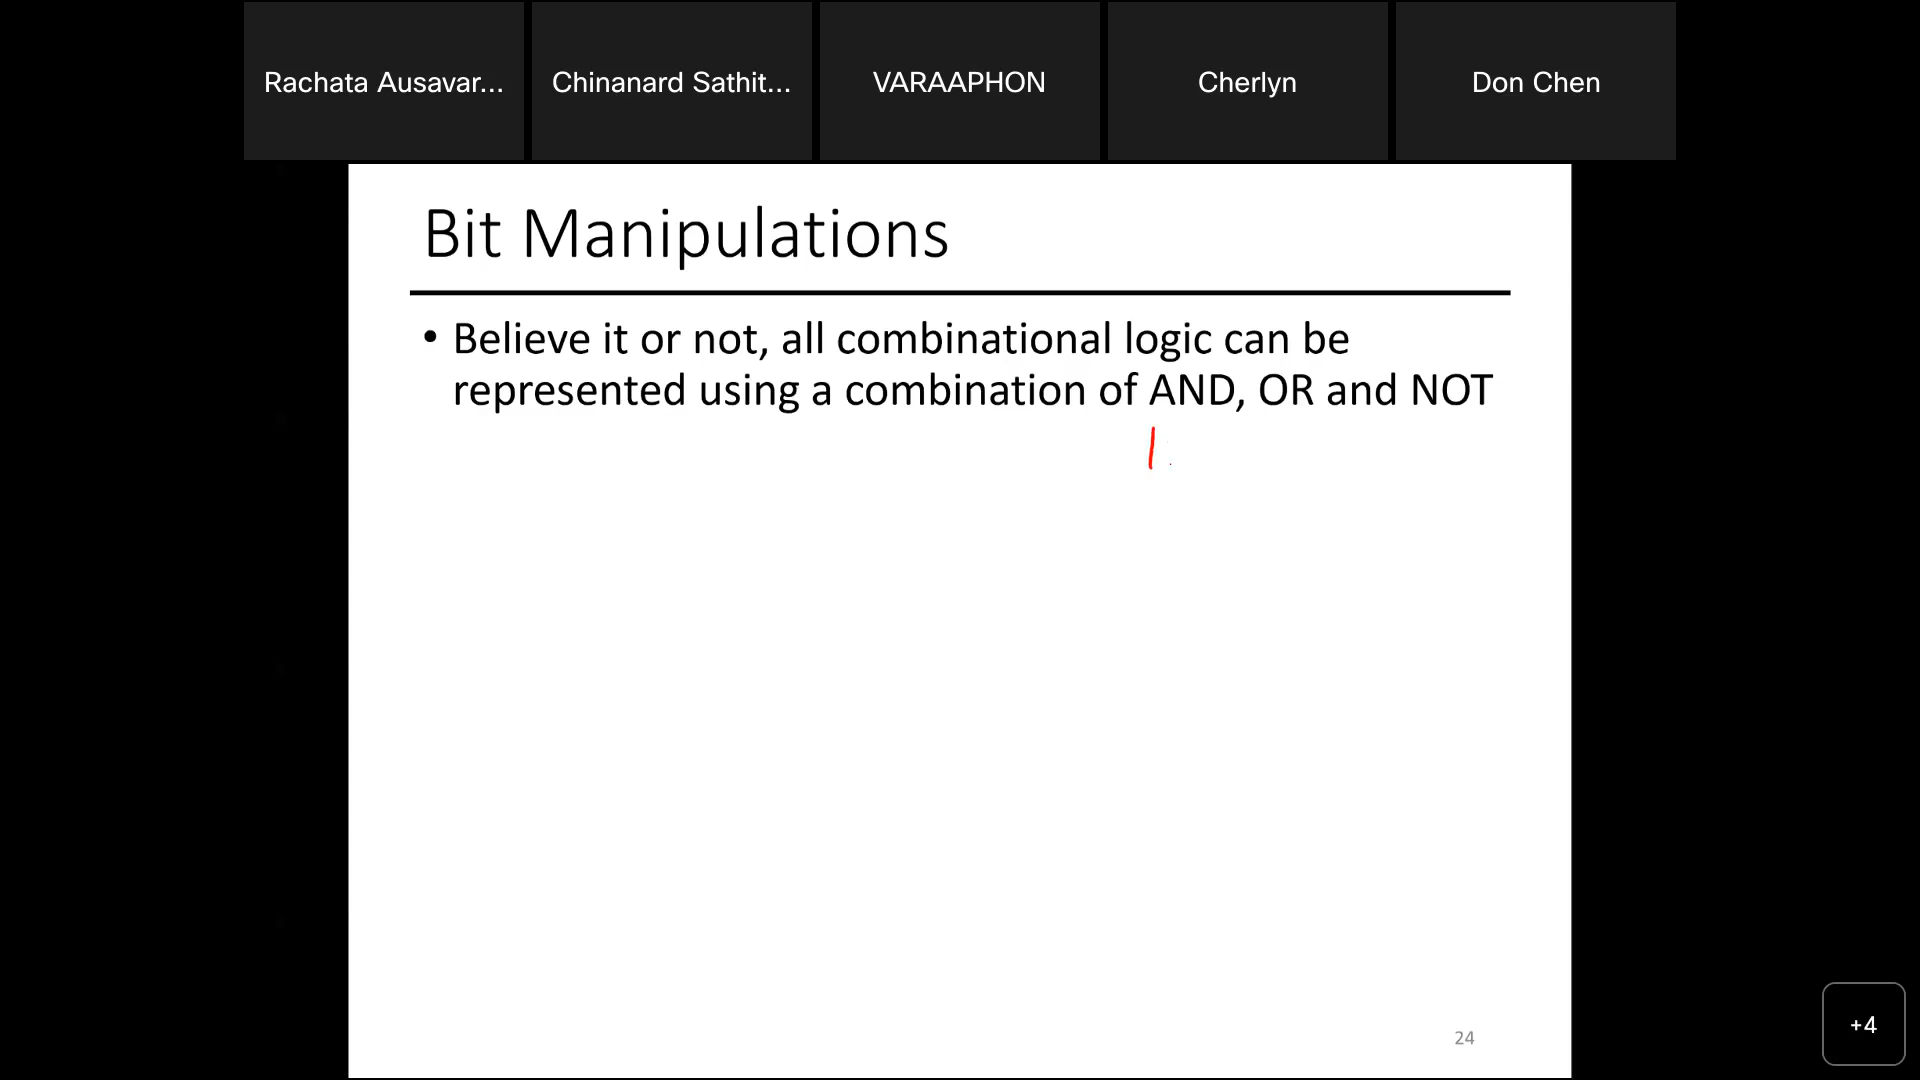 Rachata Ausavar...
Chinanard Sathit...
VARAAPHON
Cherlyn
Don Chen
Bit Manipulations
• Believe it or not, all combinational logic can be
represented using a combination of AND, OR and NOT
24
+4